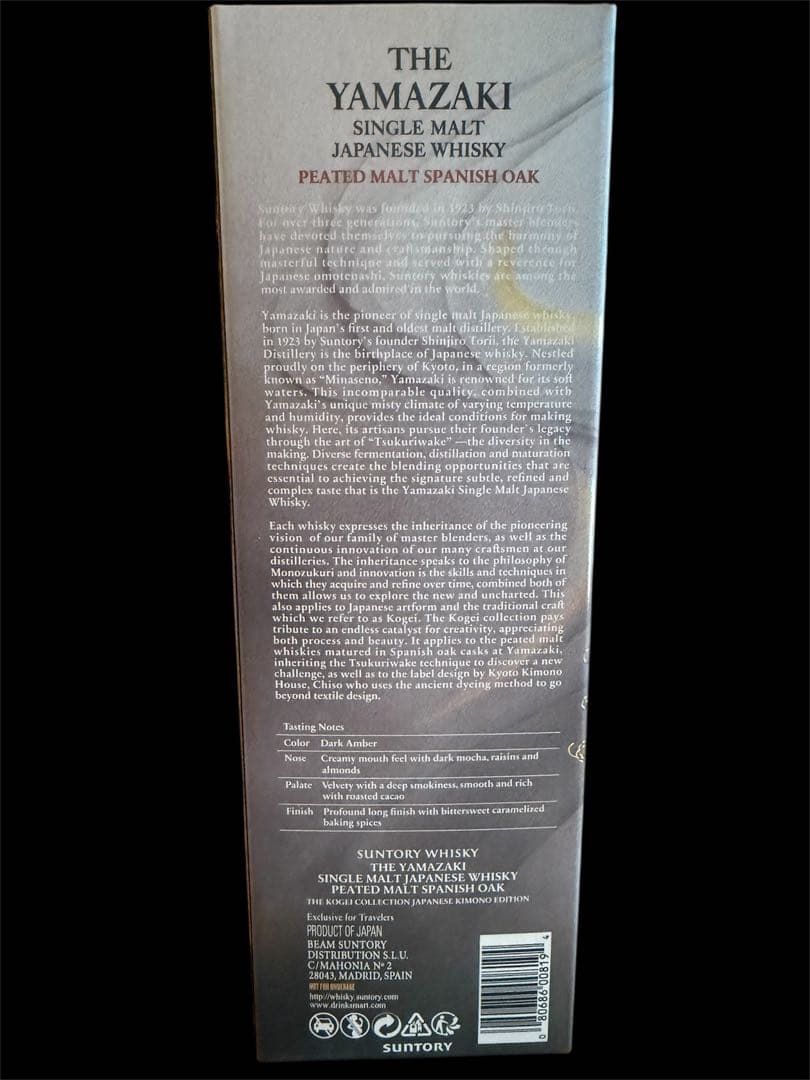 THE
YAMAZAKI
SINGLE MALT
JAPANESE WHISKY
PEATED MALT SPANISH OAK
Suntory Whisky was founded in 1923 by Shinjiro Torii.
For over three generations, Suntory's master blenders
have devoted themselves to pursuing the harmony of
Japanese nature and craftsmanship. Shaped through
masterful technique and served with a reverence for
Japanese omotenashi, Suntory whiskies are among the
most awarded and admired in the world.
Yamazaki is the pioneer of single malt Japanese whisky
born in Japan's first and oldest malt distillery. Established
in 1923 by Suntory's founder Shinjiro Torii, the Yamazaki
Distillery is the birthplace of Japanese whisky. Nestled
proudly on the periphery of Kyoto, in a region formerly
known as “Minaseno,” Yamazaki is renowned for its soft
waters. This incomparable quality, combined with
Yamazaki's unique misty climate of varying temperature
and humidity, provides the ideal conditions for making
whisky. Here, its artisans pursue their founder's legacy
through the art of “Tsukuriwake” —the diversity in the
making. Diverse fermentation, distillation and maturation
techniques create the blending opportunities that are
essential to achieving the signature subtle, refined and
complex taste that is the Yamazaki Single Malt Japanese
Whisky.
Each whisky expresses the inheritance of the pioneering
vision of our family of master blenders, as well as the
continuous innovation of our many craftsmen at our
distilleries. The inheritance speaks to the philosophy of
Monozukuri and innovation is the skills and techniques in
which they acquire and refine over time, combined both of
them allows us to explore the new and uncharted. This
also applies to Japanese artform and the traditional craft
which we refer to as Kogei. The Kogei collection pays
tribute to an endless catalyst for creativity, appreciating
both process and beauty. It applies to the peated malt
whiskies matured in Spanish oak casks at Yamazaki,
inheriting the Tsukuriwake technique to discover a new
challenge, as well as to the label design by Kyoto Kimono
House, Chiso who uses the ancient dyeing method to go
beyond textile design.
Tasting Notes
Color Dark Amber
Nose Creamy mouth feel with dark mocha, raisins and
almonds
Palate Velvety with a deep smokiness, smooth and rich
with roasted cacao
Finish Profound long finish with bittersweet caramelized
baking spices
SUNTORY WHISKY
THE YAMAZAKI
SINGLE MALT JAPANESE WHISKY
PEATED MALT SPANISH OAK
THE KOGEI COLLECTION JAPANESE KIMONO EDITION
Exclusive for Travelers
PRODUCT OF JAPAN
BEAM SUNTORY
DISTRIBUTION S.L.U.
C/MAHONIA Nº 2
28043, MADRID, SPAIN
NOT FOR UNDERAGE
http://whisky.suntory.com
www.drinksmart.com
SUNTORY
0 80686 00819 4